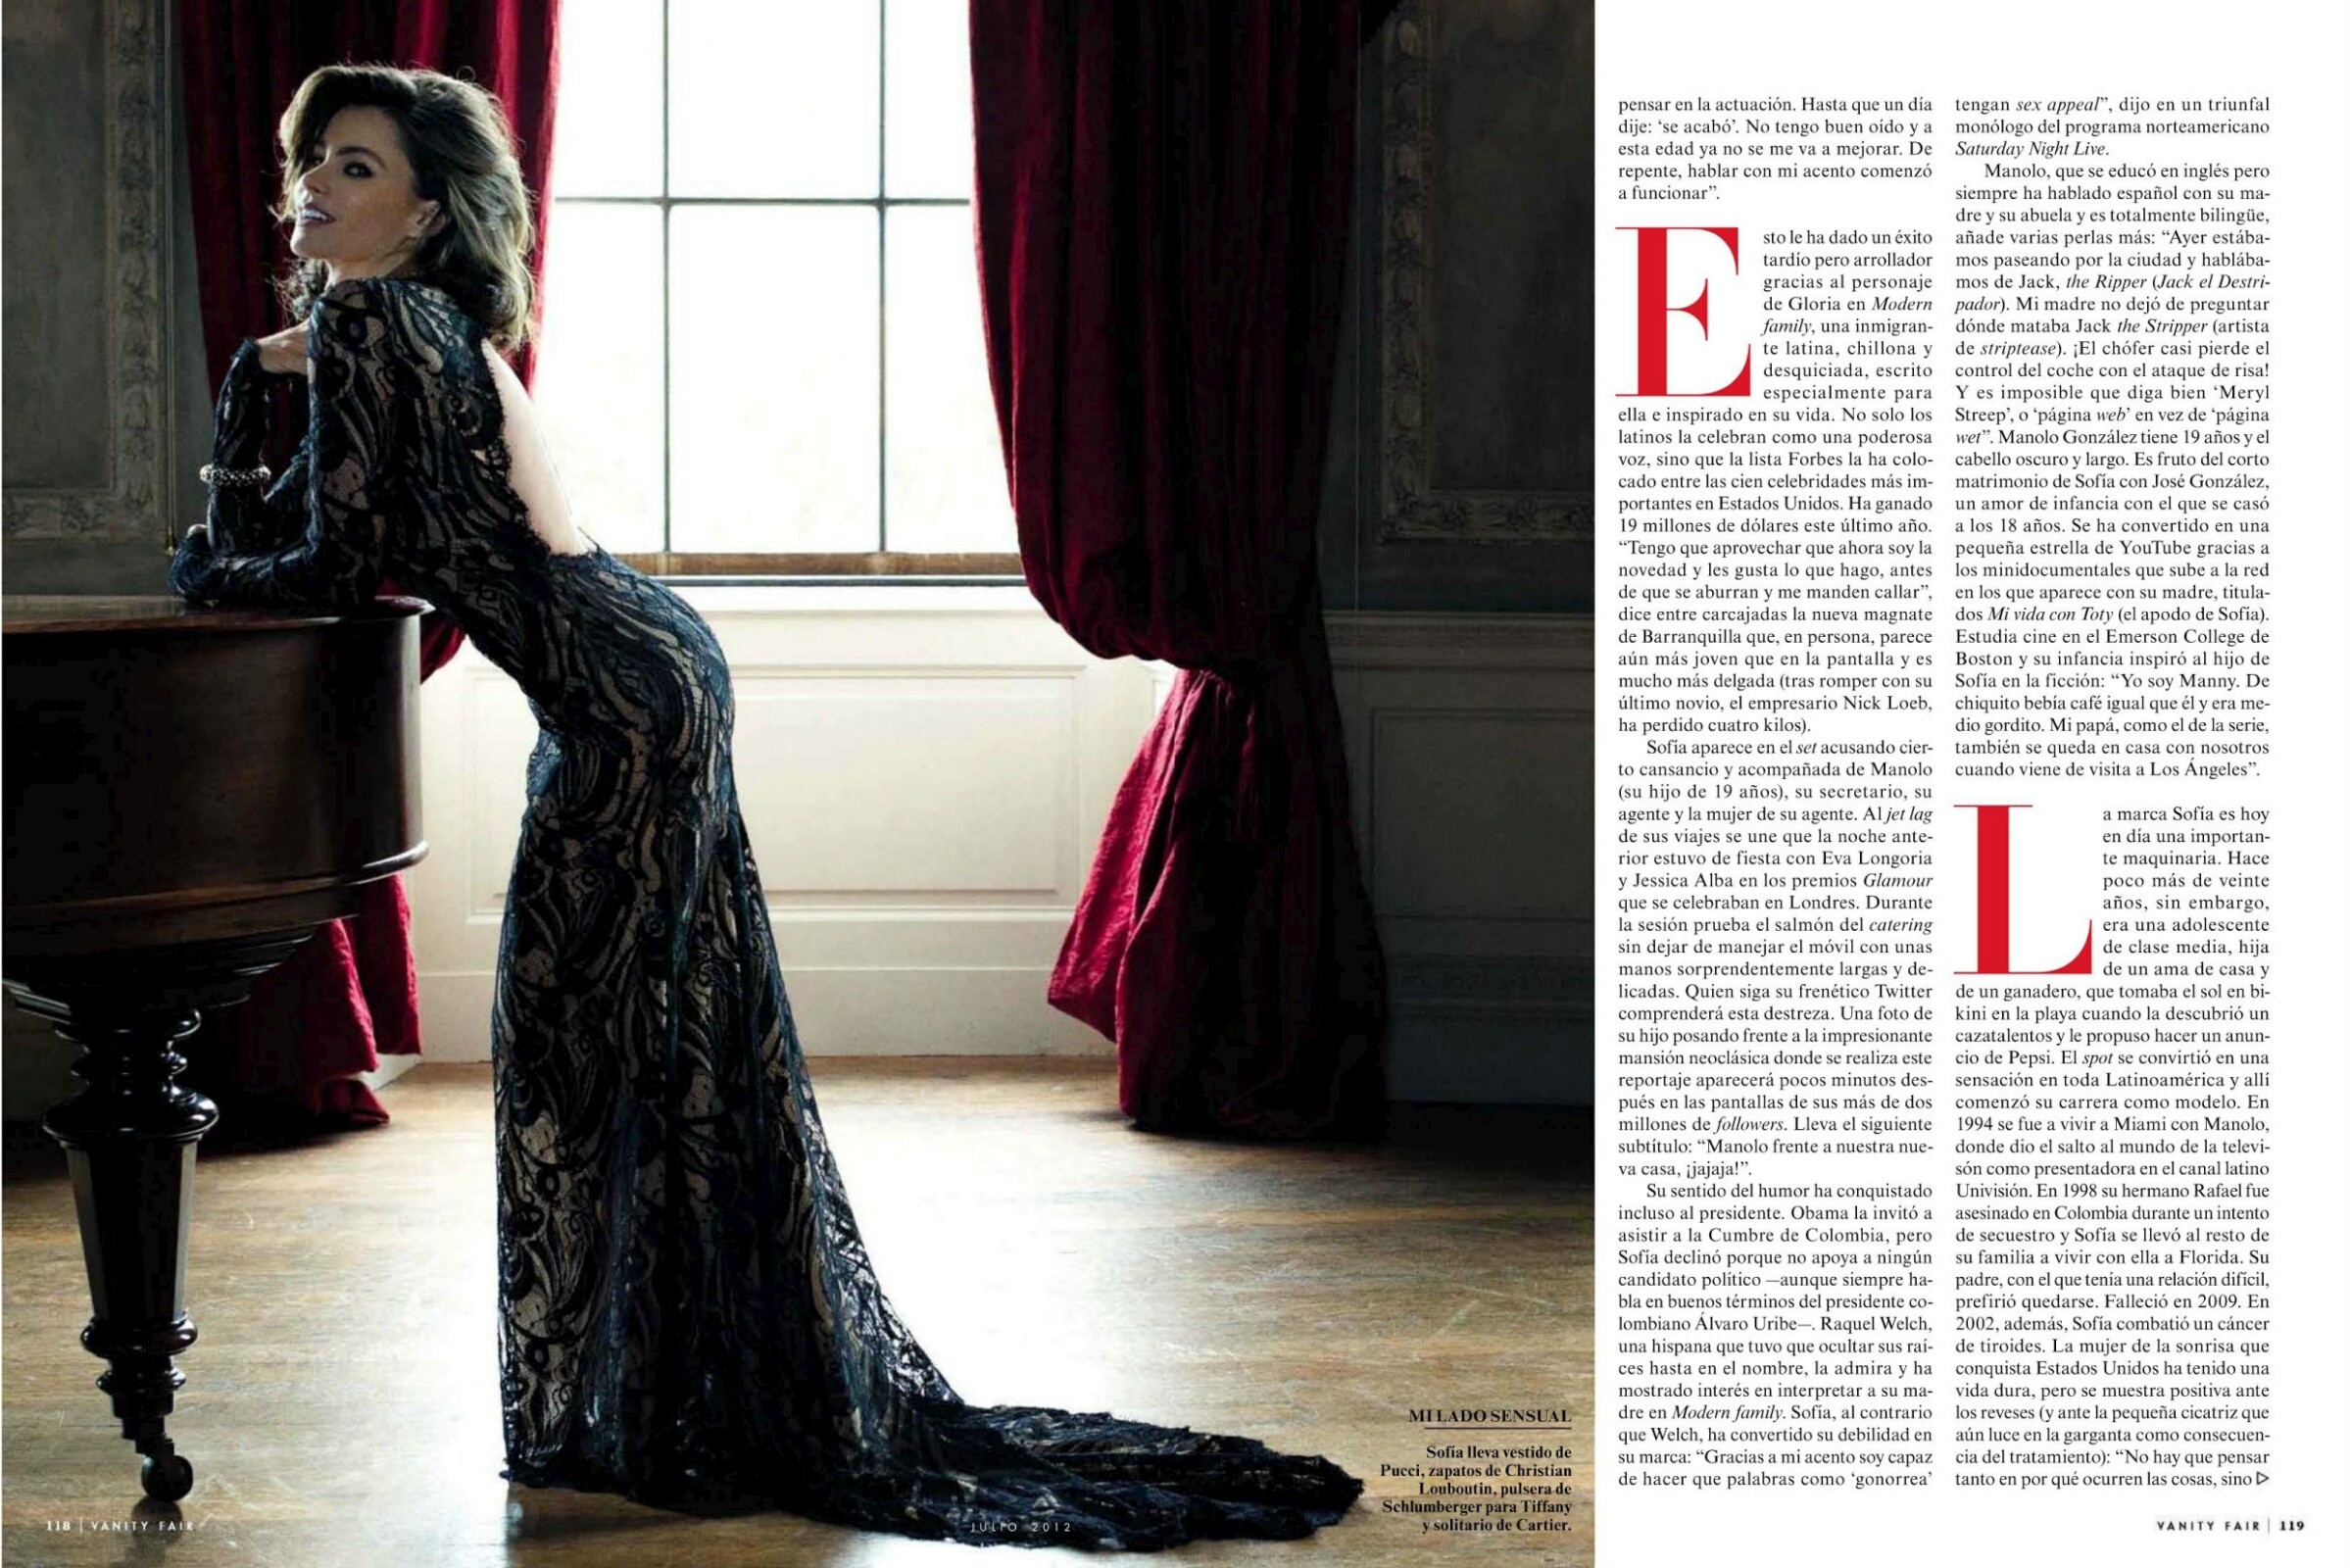 MI LADO SENSUAL
Sofía lleva vestido de
Pucci, zapatos de Christian
Louboutin, pulsera de
Schlumberger para Tiffany
y solitario de Cartier.
118 | VANITY FAIR
JULIO 2012
pensar en la actuación. Hasta que un día
dije: ‘se acabó’. No tengo buen oído y a
esta edad ya no se me va a mejorar. De
repente, hablar con mi acento comenzó
a funcionar”.
Esto le ha dado un éxito
tardío pero arrollador
gracias al personaje
de Gloria en Modern
family, una inmigran-
te latina, chillona y
desquiciada, escrito
especialmente para
ella e inspirado en su vida. No solo los
latinos la celebran como una poderosa
voz, sino que la lista Forbes la ha colo-
cado entre las cien celebridades más im-
portantes en Estados Unidos. Ha ganado
19 millones de dólares este último año.
“Tengo que aprovechar que ahora soy la
novedad y les gusta lo que hago, antes
de que se aburran y me manden callar”,
dice entre carcajadas la nueva magnate
de Barranquilla que, en persona, parece
aún más joven que en la pantalla y es
mucho más delgada (tras romper con su
último novio, el empresario Nick Loeb,
ha perdido cuatro kilos).
Sofía aparece en el set acusando cier-
to cansancio y acompañada de Manolo
(su hijo de 19 años), su secretario, su
agente y la mujer de su agente. Al jet lag
de sus viajes se une que la noche ante-
rior estuvo de fiesta con Eva Longoria
y Jessica Alba en los premios Glamour
que se celebraban en Londres. Durante
la sesión prueba el salmón del catering
sin dejar de manejar el móvil con unas
manos sorprendentemente largas y de-
licadas. Quien siga su frenético Twitter
comprenderá esta destreza. Una foto de
su hijo posando frente a la impresionante
mansión neoclásica donde se realiza este
reportaje aparecerá pocos minutos des-
pués en las pantallas de sus más de dos
millones de followers. Lleva el siguiente
subtítulo: “Manolo frente a nuestra nue-
va casa, ¡jajaja!”.
Su sentido del humor ha conquistado
incluso al presidente. Obama la invitó a
asistir a la Cumbre de Colombia, pero
Sofía declinó porque no apoya a ningún
candidato político —aunque siempre ha-
bla en buenos términos del presidente co-
lombiano Álvaro Uribe—. Raquel Welch,
una hispana que tuvo que ocultar sus raí-
ces hasta en el nombre, la admira y ha
mostrado interés en interpretar a su ma-
dre en Modern family. Sofía, al contrario
que Welch, ha convertido su debilidad en
su marca: “Gracias a mi acento soy capaz
de hacer que palabras como ‘gonorrea’
tengan sex appeal”, dijo en un triunfal
monólogo del programa norteamericano
Saturday Night Live.
Manolo, que se educó en inglés pero
siempre ha hablado español con su ma-
dre y su abuela y es totalmente bilingüe,
añade varias perlas más: “Ayer estába-
mos paseando por la ciudad y hablába-
mos de Jack, the Ripper (Jack el Destri-
pador). Mi madre no dejó de preguntar
dónde mataba Jack the Stripper (artista
de striptease). ¡El chófer casi pierde el
control del coche con el ataque de risa!
Y es imposible que diga bien ‘Meryl
Streep’, o ‘página web’ en vez de ‘página
wet”. Manolo González tiene 19 años y el
cabello oscuro y largo. Es fruto del corto
matrimonio de Sofía con José González,
un amor de infancia con el que se casó
a los 18 años. Se ha convertido en una
pequeña estrella de YouTube gracias a
los minidocumentales que sube a la red
en los que aparece con su madre, titula-
dos Mi vida con Toty (el apodo de Sofía).
Estudia cine en el Emerson College de
Boston y su infancia inspiró al hijo de
Sofía en la ficción: “Yo soy Manny. De
chiquito bebía café igual que él y era me-
dio gordito. Mi papá, como el de la serie,
también se queda en casa con nosotros
cuando viene de visita a Los Ángeles”.
La marca Sofía es hoy
en día una importan-
te maquinaria. Hace
poco más de veinte
años, sin embargo,
era una adolescente
de clase media, hija
de un ama de casa y
de un ganadero, que tomaba el sol en bi-
kini en la playa cuando la descubrió un
cazatalentos y le propuso hacer un anun-
cio de Pepsi. El spot se convirtió en una
sensación en toda Latinoamérica y allí
comenzó su carrera como modelo. En
1994 se fue a vivir a Miami con Manolo,
donde dio el salto al mundo de la televi-
són como presentadora en el canal latino
Univisión. En 1998 su hermano Rafael fue
asesinado en Colombia durante un intento
de secuestro y Sofía se llevó al resto de
su familia a vivir con ella a Florida. Su
padre, con el que tenía una relación difícil,
prefirió quedarse. Falleció en 2009. En
2002, además, Sofía combatió un cáncer
de tiroides. La mujer de la sonrisa que
conquista Estados Unidos ha tenido una
vida dura, pero se muestra positiva ante
los reveses (y ante la pequeña cicatriz que
aún luce en la garganta como consecuen-
cia del tratamiento): “No hay que pensar
tanto en por qué ocurren las cosas, sino ▷
VANITY FAIR | 119